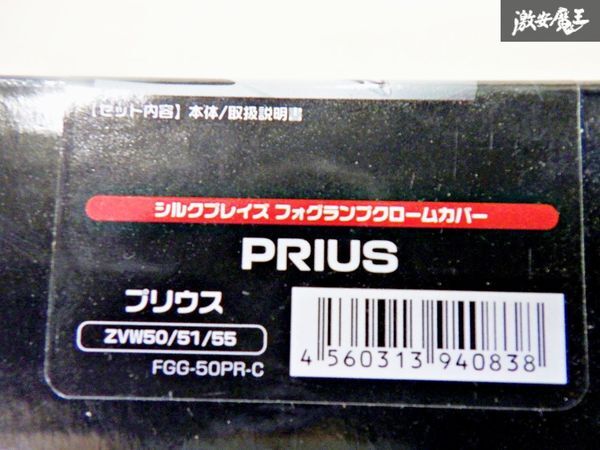 激安魔王
【セット内容】本体/取扱説明書
シルクブレイズ フォグランプクロームカバー
PRIUS
プリウス
ZVW50/51/55
FGG-50PR-C
4 560313 940838